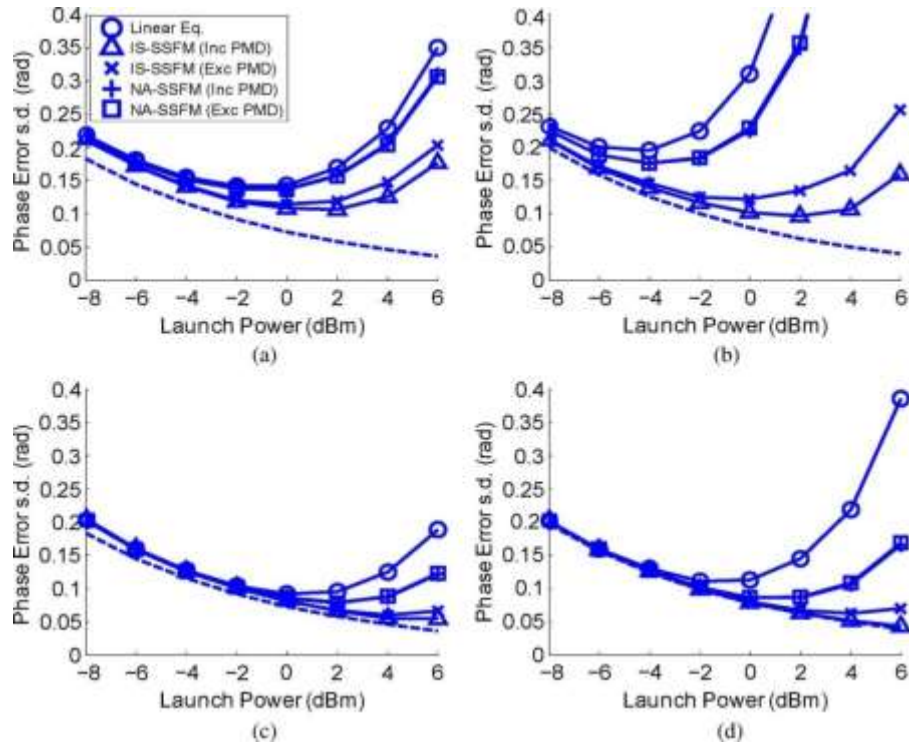 0.4
0.35
0.3
0.25
0.2
0.15
0.1
0.05
0
Phase Error s.d. (rad)
Linear Eq.
IS-SSFM (Inc PMD)
IS-SSFM (Exc PMD)
NA-SSFM (Inc PMD)
NA-SSFM (Exc PMD)
−8 −6 −4 −2 0 2 4 6
Launch Power (dBm)
(a)
0.4
0.35
0.3
0.25
0.2
0.15
0.1
0.05
0
Phase Error s.d. (rad)
−8 −6 −4 −2 0 2 4 6
Launch Power (dBm)
(b)
0.4
0.35
0.3
0.25
0.2
0.15
0.1
0.05
0
Phase Error s.d. (rad)
−8 −6 −4 −2 0 2 4 6
Launch Power (dBm)
(c)
0.4
0.35
0.3
0.25
0.2
0.15
0.1
0.05
0
Phase Error s.d. (rad)
−8 −6 −4 −2 0 2 4 6
Launch Power (dBm)
(d)